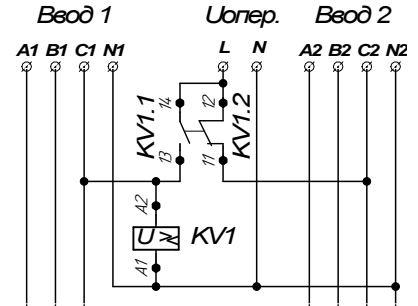 Ввод 1 Uопер. Ввод 2
A1 B1 C1 N1 L N A2 B2 C2 N2
14 12
KV1.1 KV1.2
13 11
A2
U KV1
A1